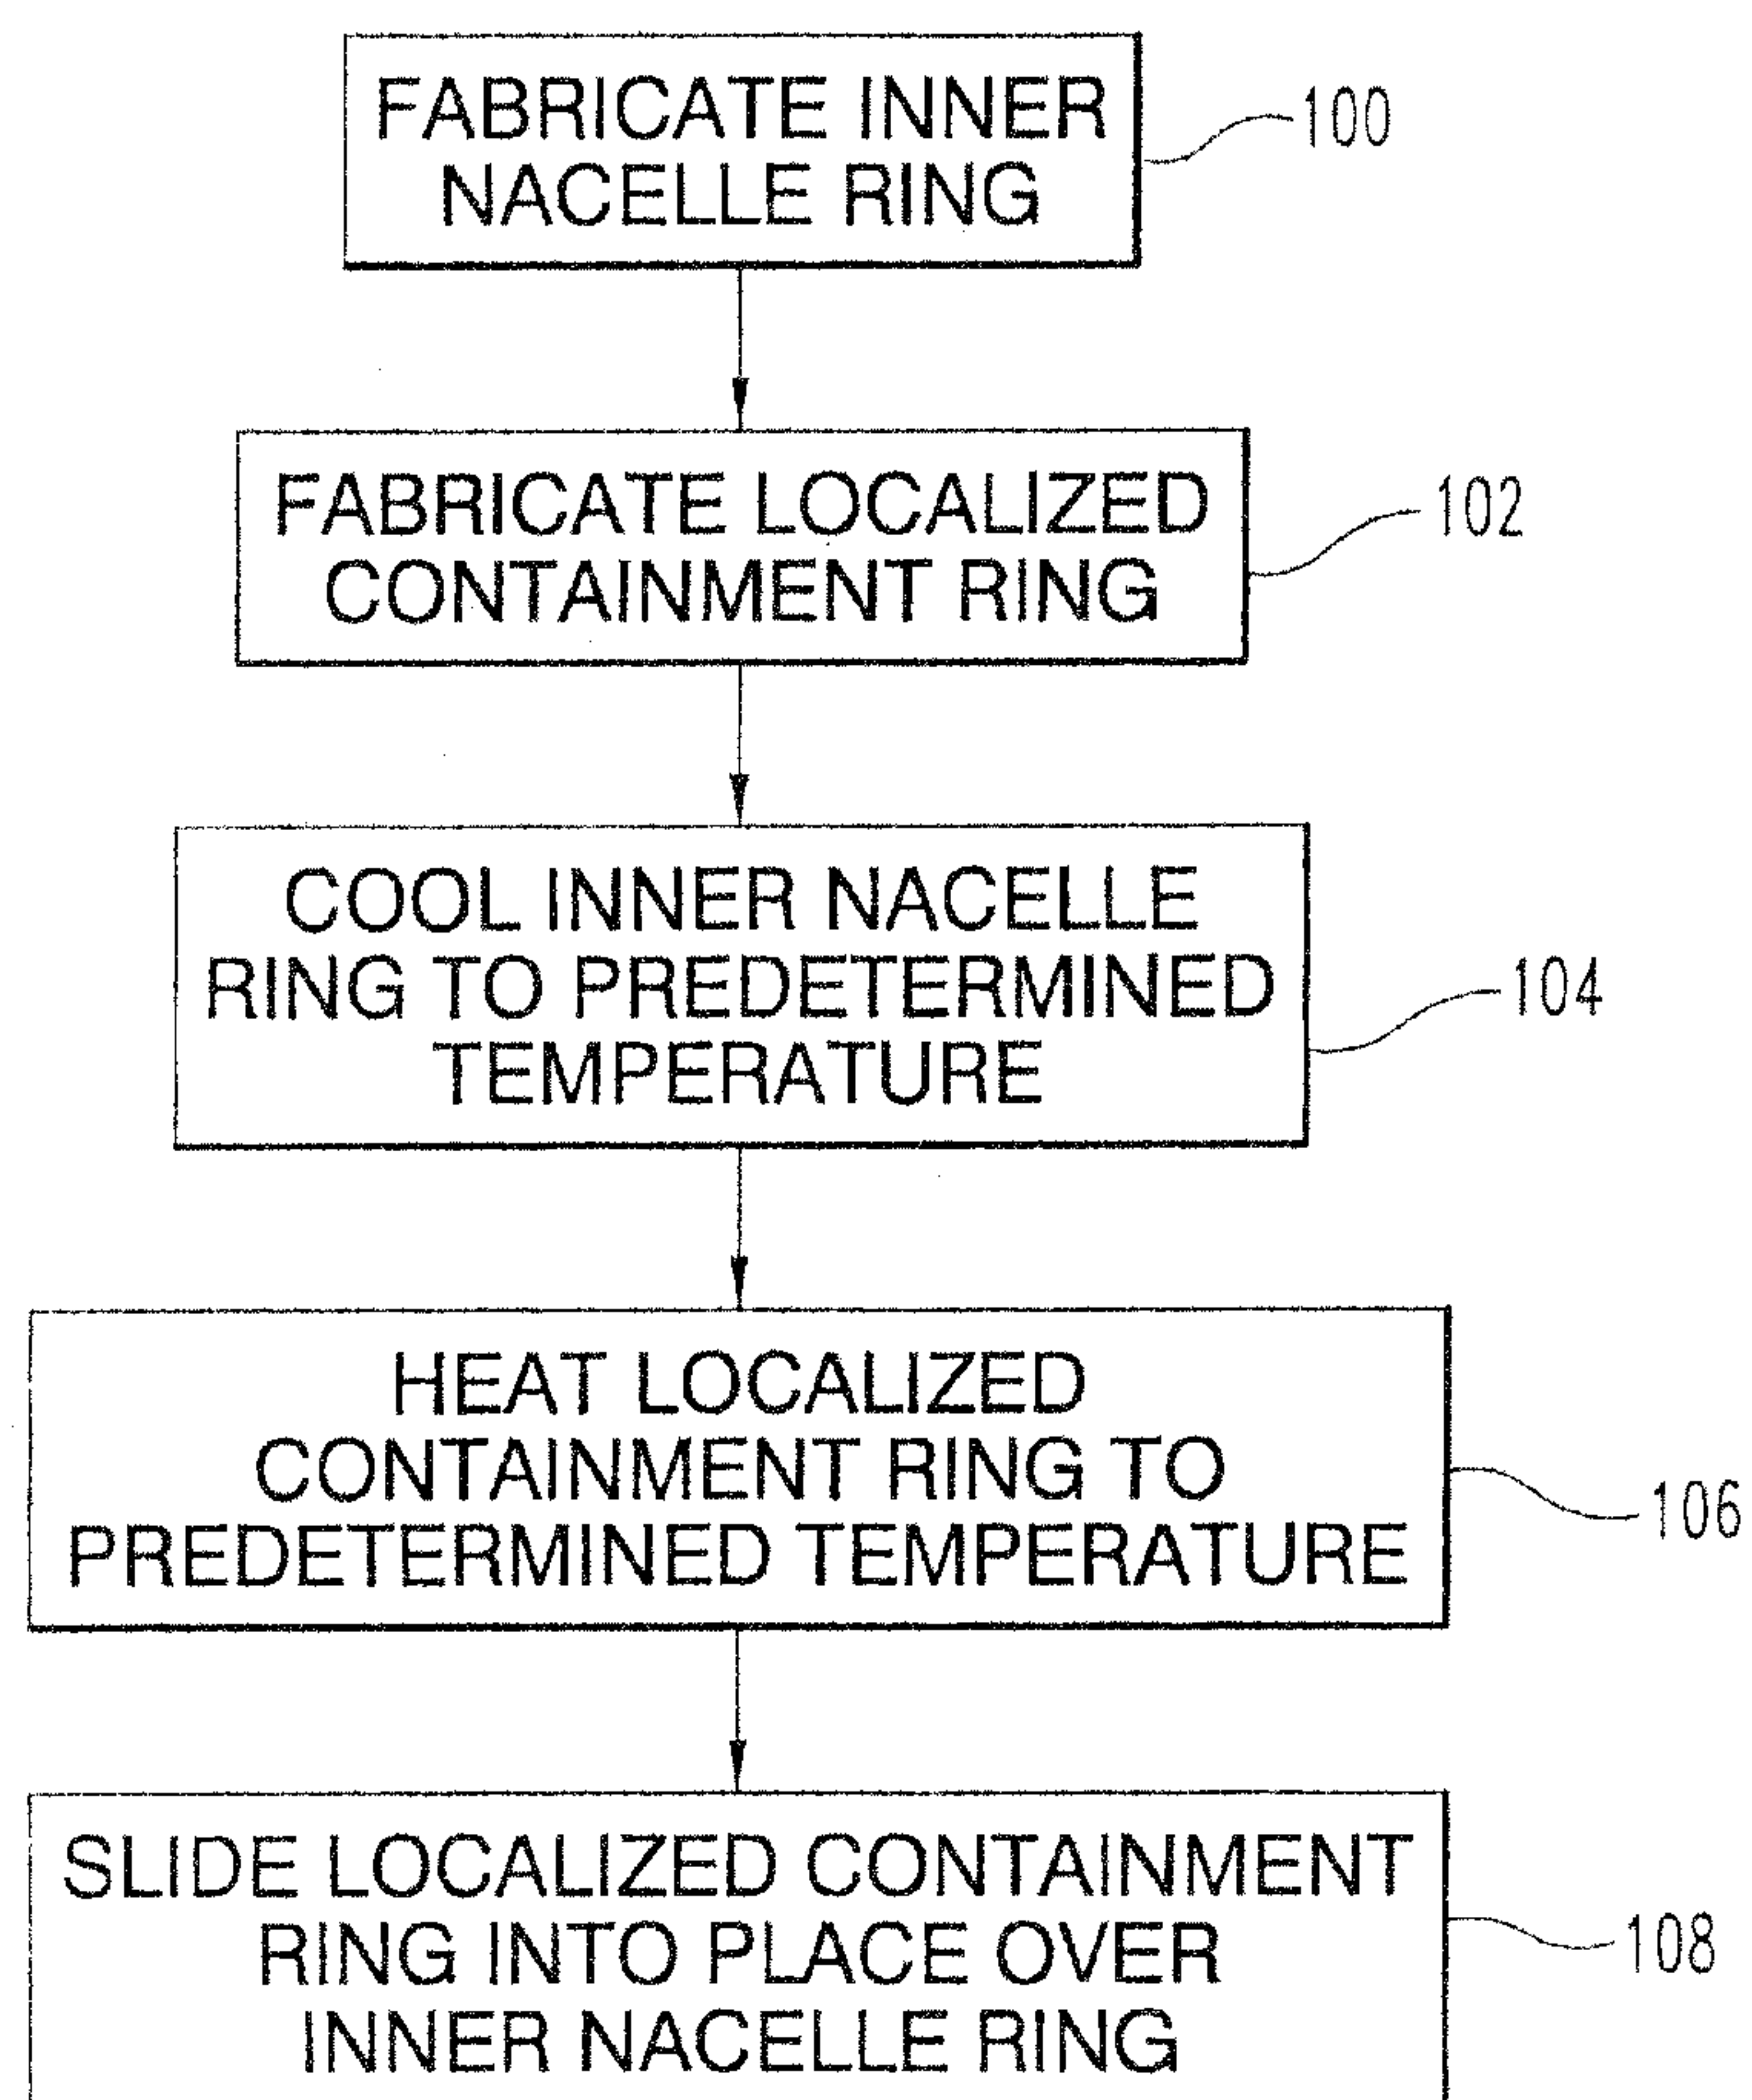 FABRICATE INNER
NACELLE RING
100
FABRICATE LOCALIZED
CONTAINMENT RING
102
COOL INNER NACELLE
RING TO PREDETERMINED
TEMPERATURE
104
HEAT LOCALIZED
CONTAINMENT RING TO
PREDETERMINED TEMPERATURE
106
SLIDE LOCALIZED CONTAINMENT
RING INTO PLACE OVER
INNER NACELLE RING
108